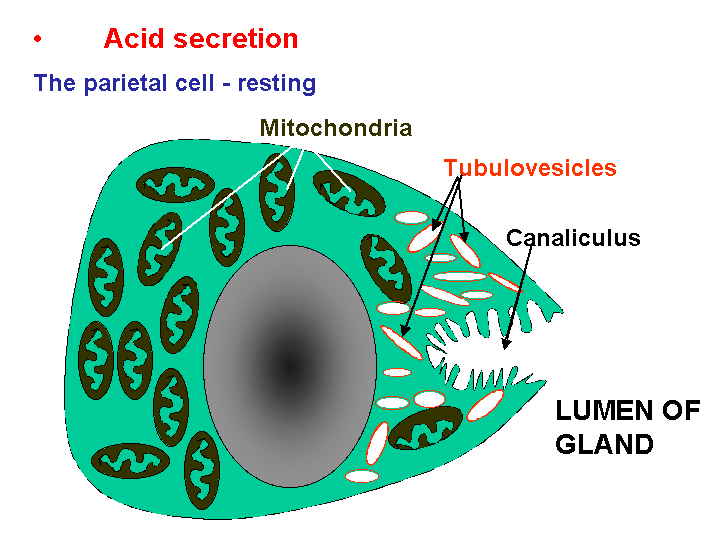 • Acid secretion
The parietal cell - resting
Mitochondria
Tubulovesicles
Canaliculus
LUMEN OF
GLAND